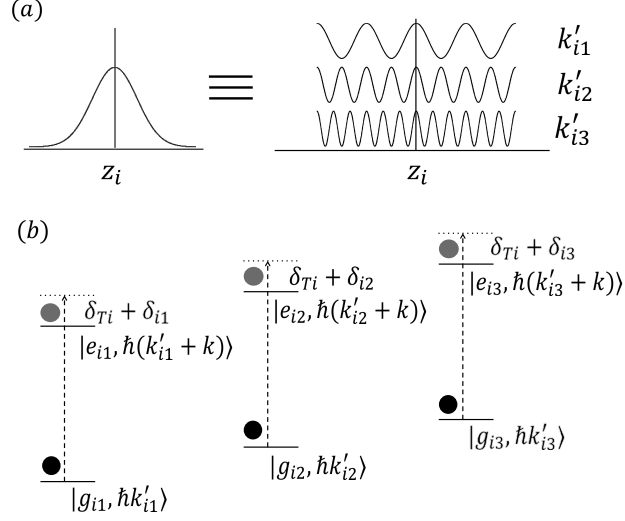 (a)
≡
k′i1
k′i2
k′i3
zi
zi
(b)
δTi + δi1
|ei1, ħ(k′i1 + k)⟩
|gi1, ħk′i1⟩
δTi + δi2
|ei2, ħ(k′i2 + k)⟩
|gi2, ħk′i2⟩
δTi + δi3
|ei3, ħ(k′i3 + k)⟩
|gi3, ħk′i3⟩